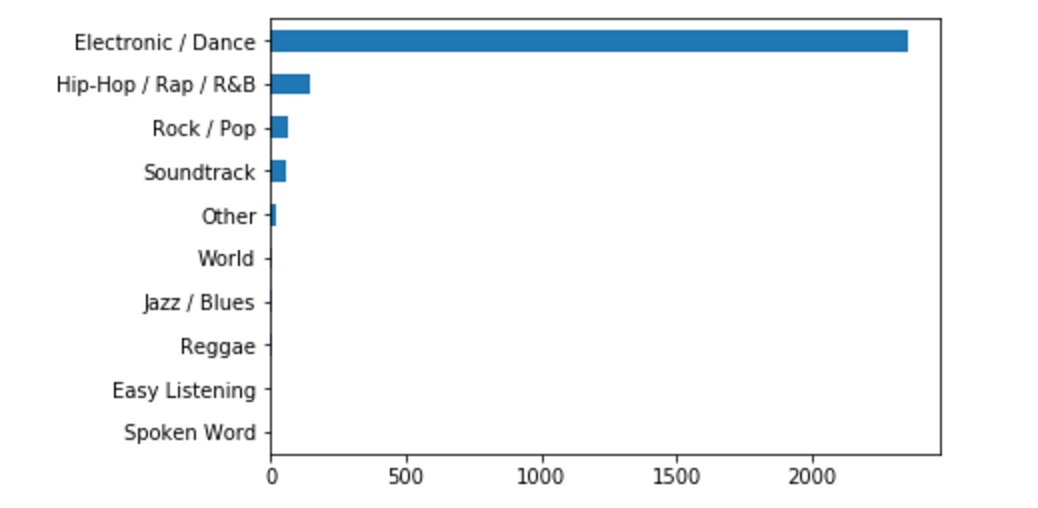 Electronic / Dance
Hip-Hop / Rap / R&B
Rock / Pop
Soundtrack
Other
World
Jazz / Blues
Reggae
Easy Listening
Spoken Word
0 500 1000 1500 2000